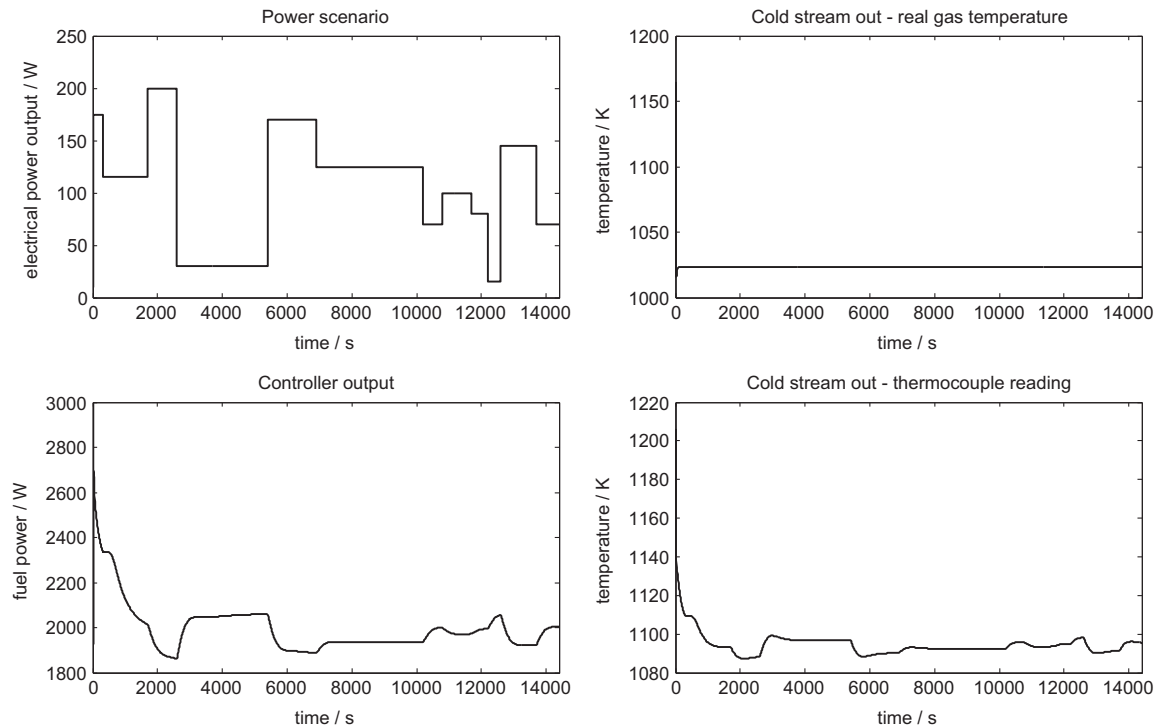 Power scenario
electrical power output / W
250
200
150
100
50
0
0 2000 4000 6000 8000 10000 12000 14000
time / s
Cold stream out - real gas temperature
temperature / K
1200
1150
1100
1050
1000
0 2000 4000 6000 8000 10000 12000 14000
time / s
Controller output
fuel power / W
3000
2800
2600
2400
2200
2000
1800
0 2000 4000 6000 8000 10000 12000 14000
time / s
Cold stream out - thermocouple reading
temperature / K
1220
1200
1180
1160
1140
1120
1100
1080
0 2000 4000 6000 8000 10000 12000 14000
time / s